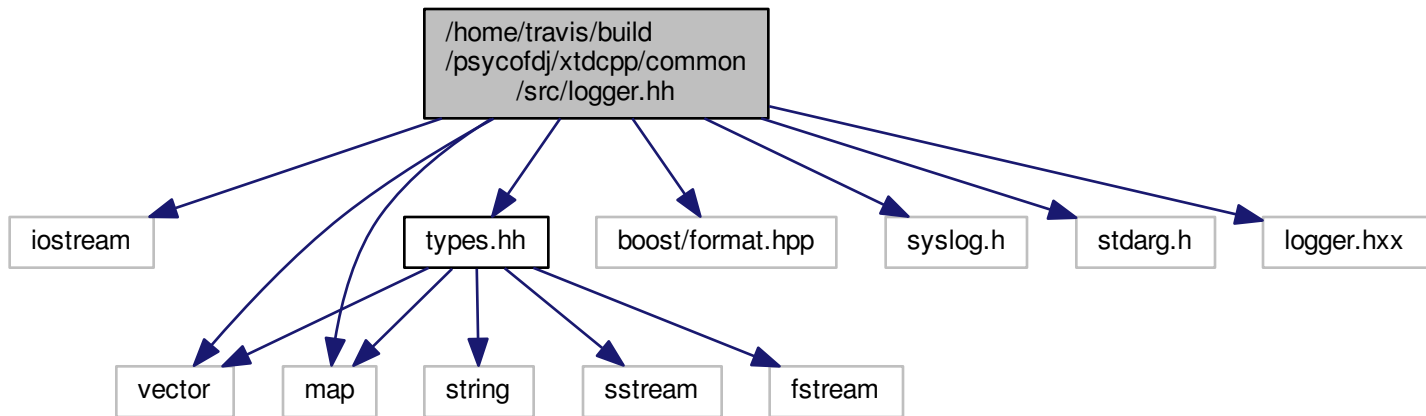 /home/travis/build
/psycofdj/xtdcpp/common
/src/logger.hh
iostream
types.hh
boost/format.hpp
syslog.h
stdarg.h
logger.hxx
vector
map
string
sstream
fstream